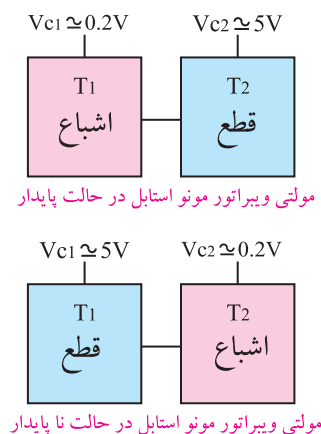 Vc1 ≃ 0.2V
Vc2 ≃ 5V
T1
اشباع
T2
قطع
مولتی ویبراتور مونو استابل در حالت پایدار
Vc1 ≃ 5V
Vc2 ≃ 0.2V
T1
قطع
T2
اشباع
مولتی ویبراتور مونو استابل در حالت نا پایدار